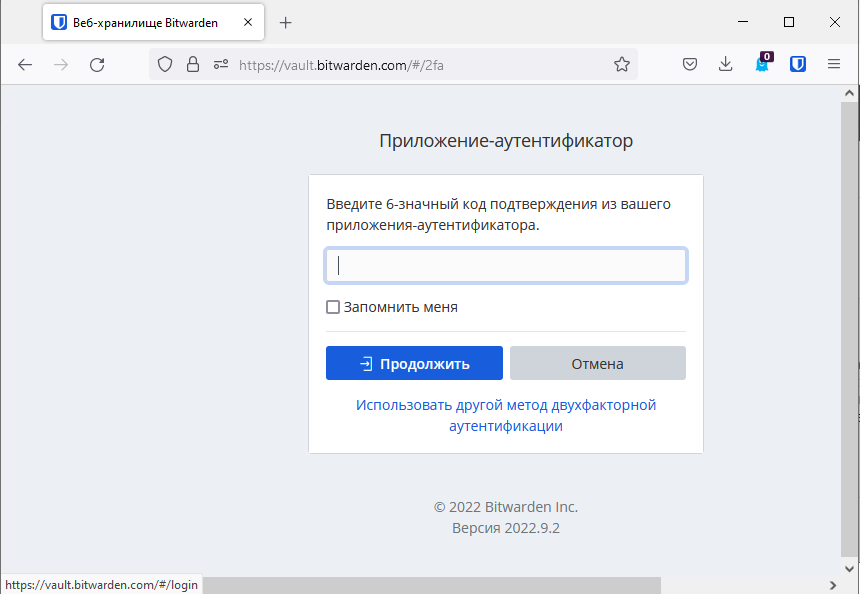 Веб-хранилище Bitwarden
https://vault.bitwarden.com/#/2fa
0
Приложение-аутентификатор
Введите 6-значный код подтверждения из вашего
приложения-аутентификатора.
Запомнить меня
Продолжить
Отмена
Использовать другой метод двухфакторной
аутентификации
© 2022 Bitwarden Inc.
Версия 2022.9.2
https://vault.bitwarden.com/#/login